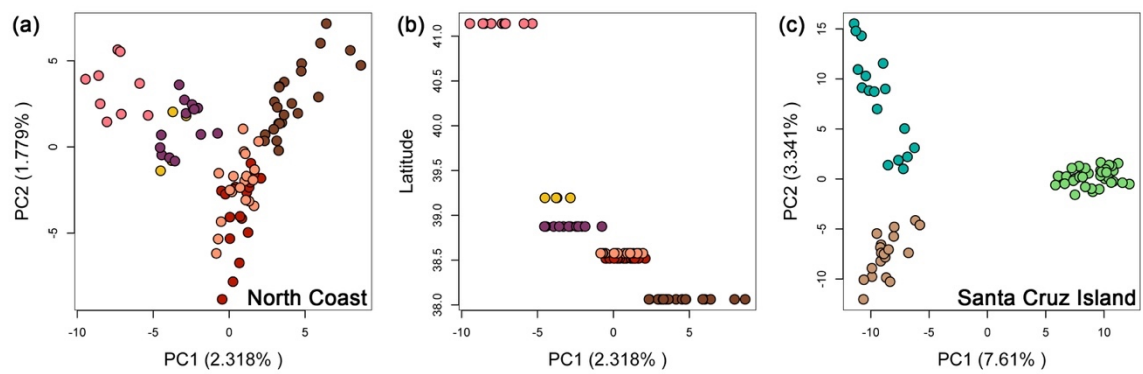 (a)
5
0
-5
PC2 (1.779%)
-10
-5
0
5
PC1 (2.318% )
North Coast
(b)
41.0
40.5
40.0
39.5
39.0
38.5
38.0
Latitude
-10
-5
0
5
PC1 (2.318% )
(c)
15
10
5
0
-5
-10
PC2 (3.341%)
-10
-5
0
5
10
PC1 (7.61% )
Santa Cruz Island